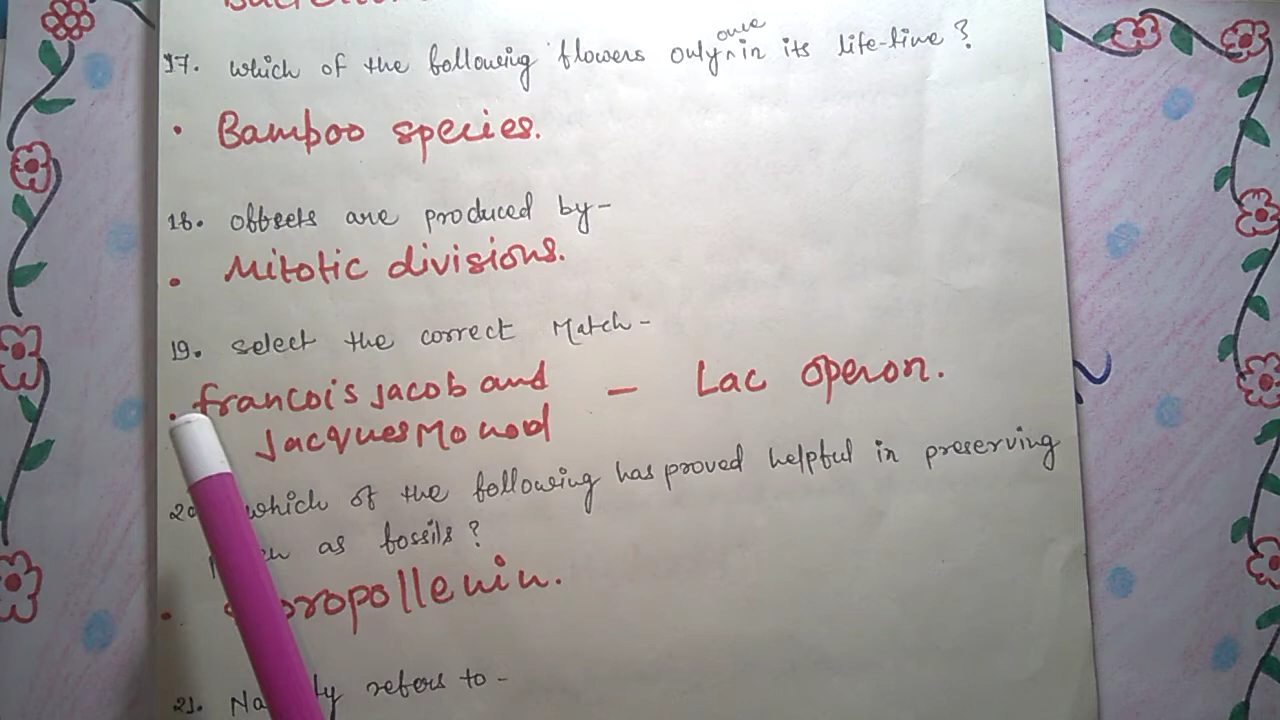 17. which of the following flowers only once in its life-time ?
• Bamboo species.
18. offsets are produced by-
• Mitotic divisions.
19. select the correct Match-
• francois jacob and - Lac operon.
Jacques Monod
which of the following has proved helpful in preserving
as fossils ?
21. refers to -